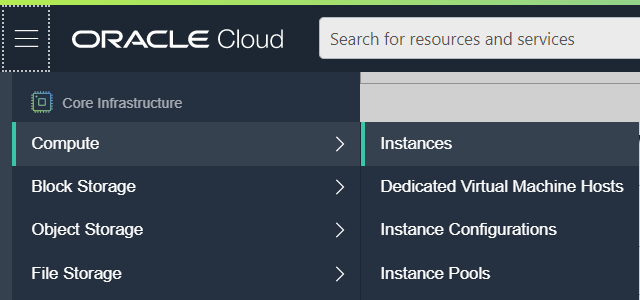 ORACLE Cloud
Search for resources and services
Core Infrastructure
Compute
Block Storage
Object Storage
File Storage
Instances
Dedicated Virtual Machine Hosts
Instance Configurations
Instance Pools